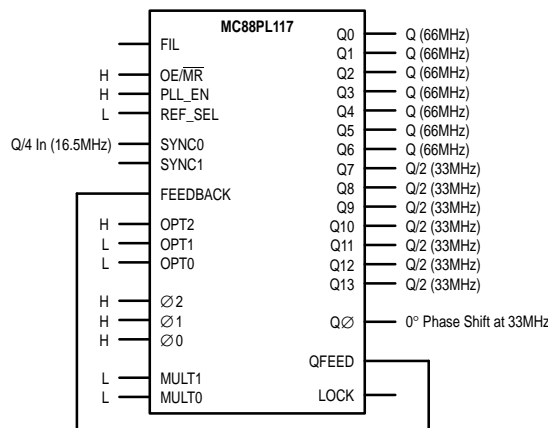 MC88PL117
FIL
H OE/MR
H PLL_EN
L REF_SEL
Q/4 In (16.5MHz) SYNC0
SYNC1
FEEDBACK
H OPT2
L OPT1
L OPT0
H ∅2
H ∅1
H ∅0
L MULT1
L MULT0
Q0 Q (66MHz)
Q1 Q (66MHz)
Q2 Q (66MHz)
Q3 Q (66MHz)
Q4 Q (66MHz)
Q5 Q (66MHz)
Q6 Q (66MHz)
Q7 Q/2 (33MHz)
Q8 Q/2 (33MHz)
Q9 Q/2 (33MHz)
Q10 Q/2 (33MHz)
Q11 Q/2 (33MHz)
Q12 Q/2 (33MHz)
Q13 Q/2 (33MHz)
Q∅ 0° Phase Shift at 33MHz
QFEED
LOCK